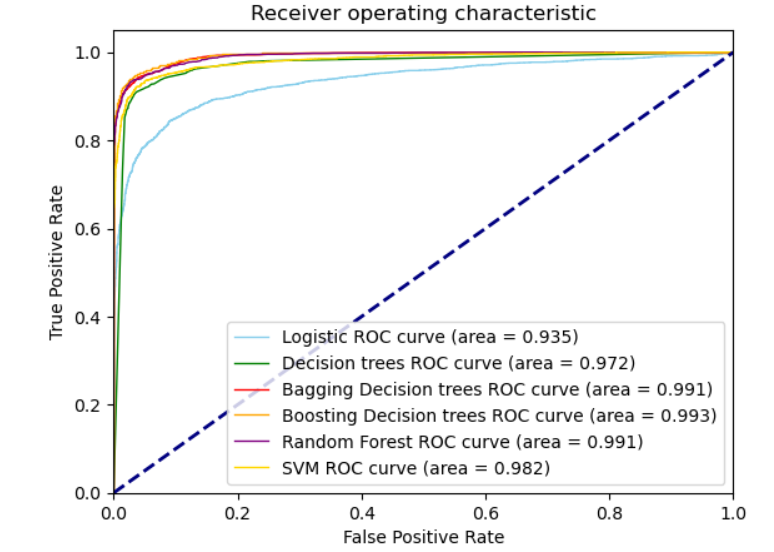 Receiver operating characteristic
True Positive Rate
1.0
0.8
0.6
0.4
0.2
0.0
Logistic ROC curve (area = 0.935)
Decision trees ROC curve (area = 0.972)
Bagging Decision trees ROC curve (area = 0.991)
Boosting Decision trees ROC curve (area = 0.993)
Random Forest ROC curve (area = 0.991)
SVM ROC curve (area = 0.982)
0.0 0.2 0.4 0.6 0.8 1.0
False Positive Rate